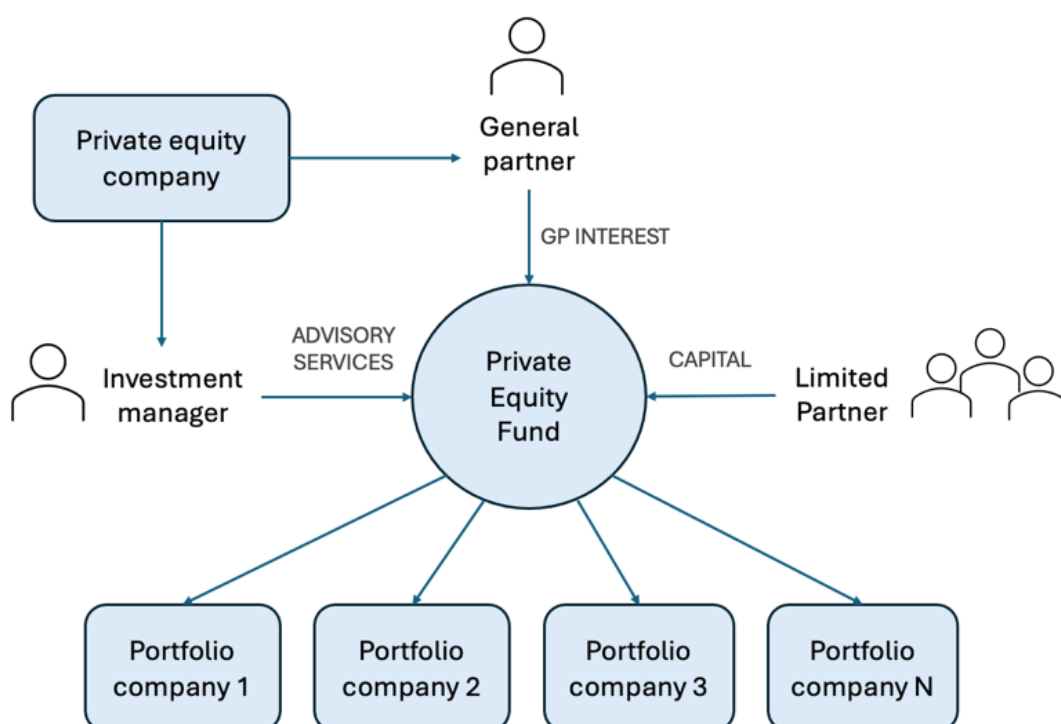 General
partner
Private equity
company
GP INTEREST
ADVISORY
SERVICES
Investment
manager
Private
Equity
Fund
CAPITAL
Limited
Partner
Portfolio
company 1
Portfolio
company 2
Portfolio
company 3
Portfolio
company N